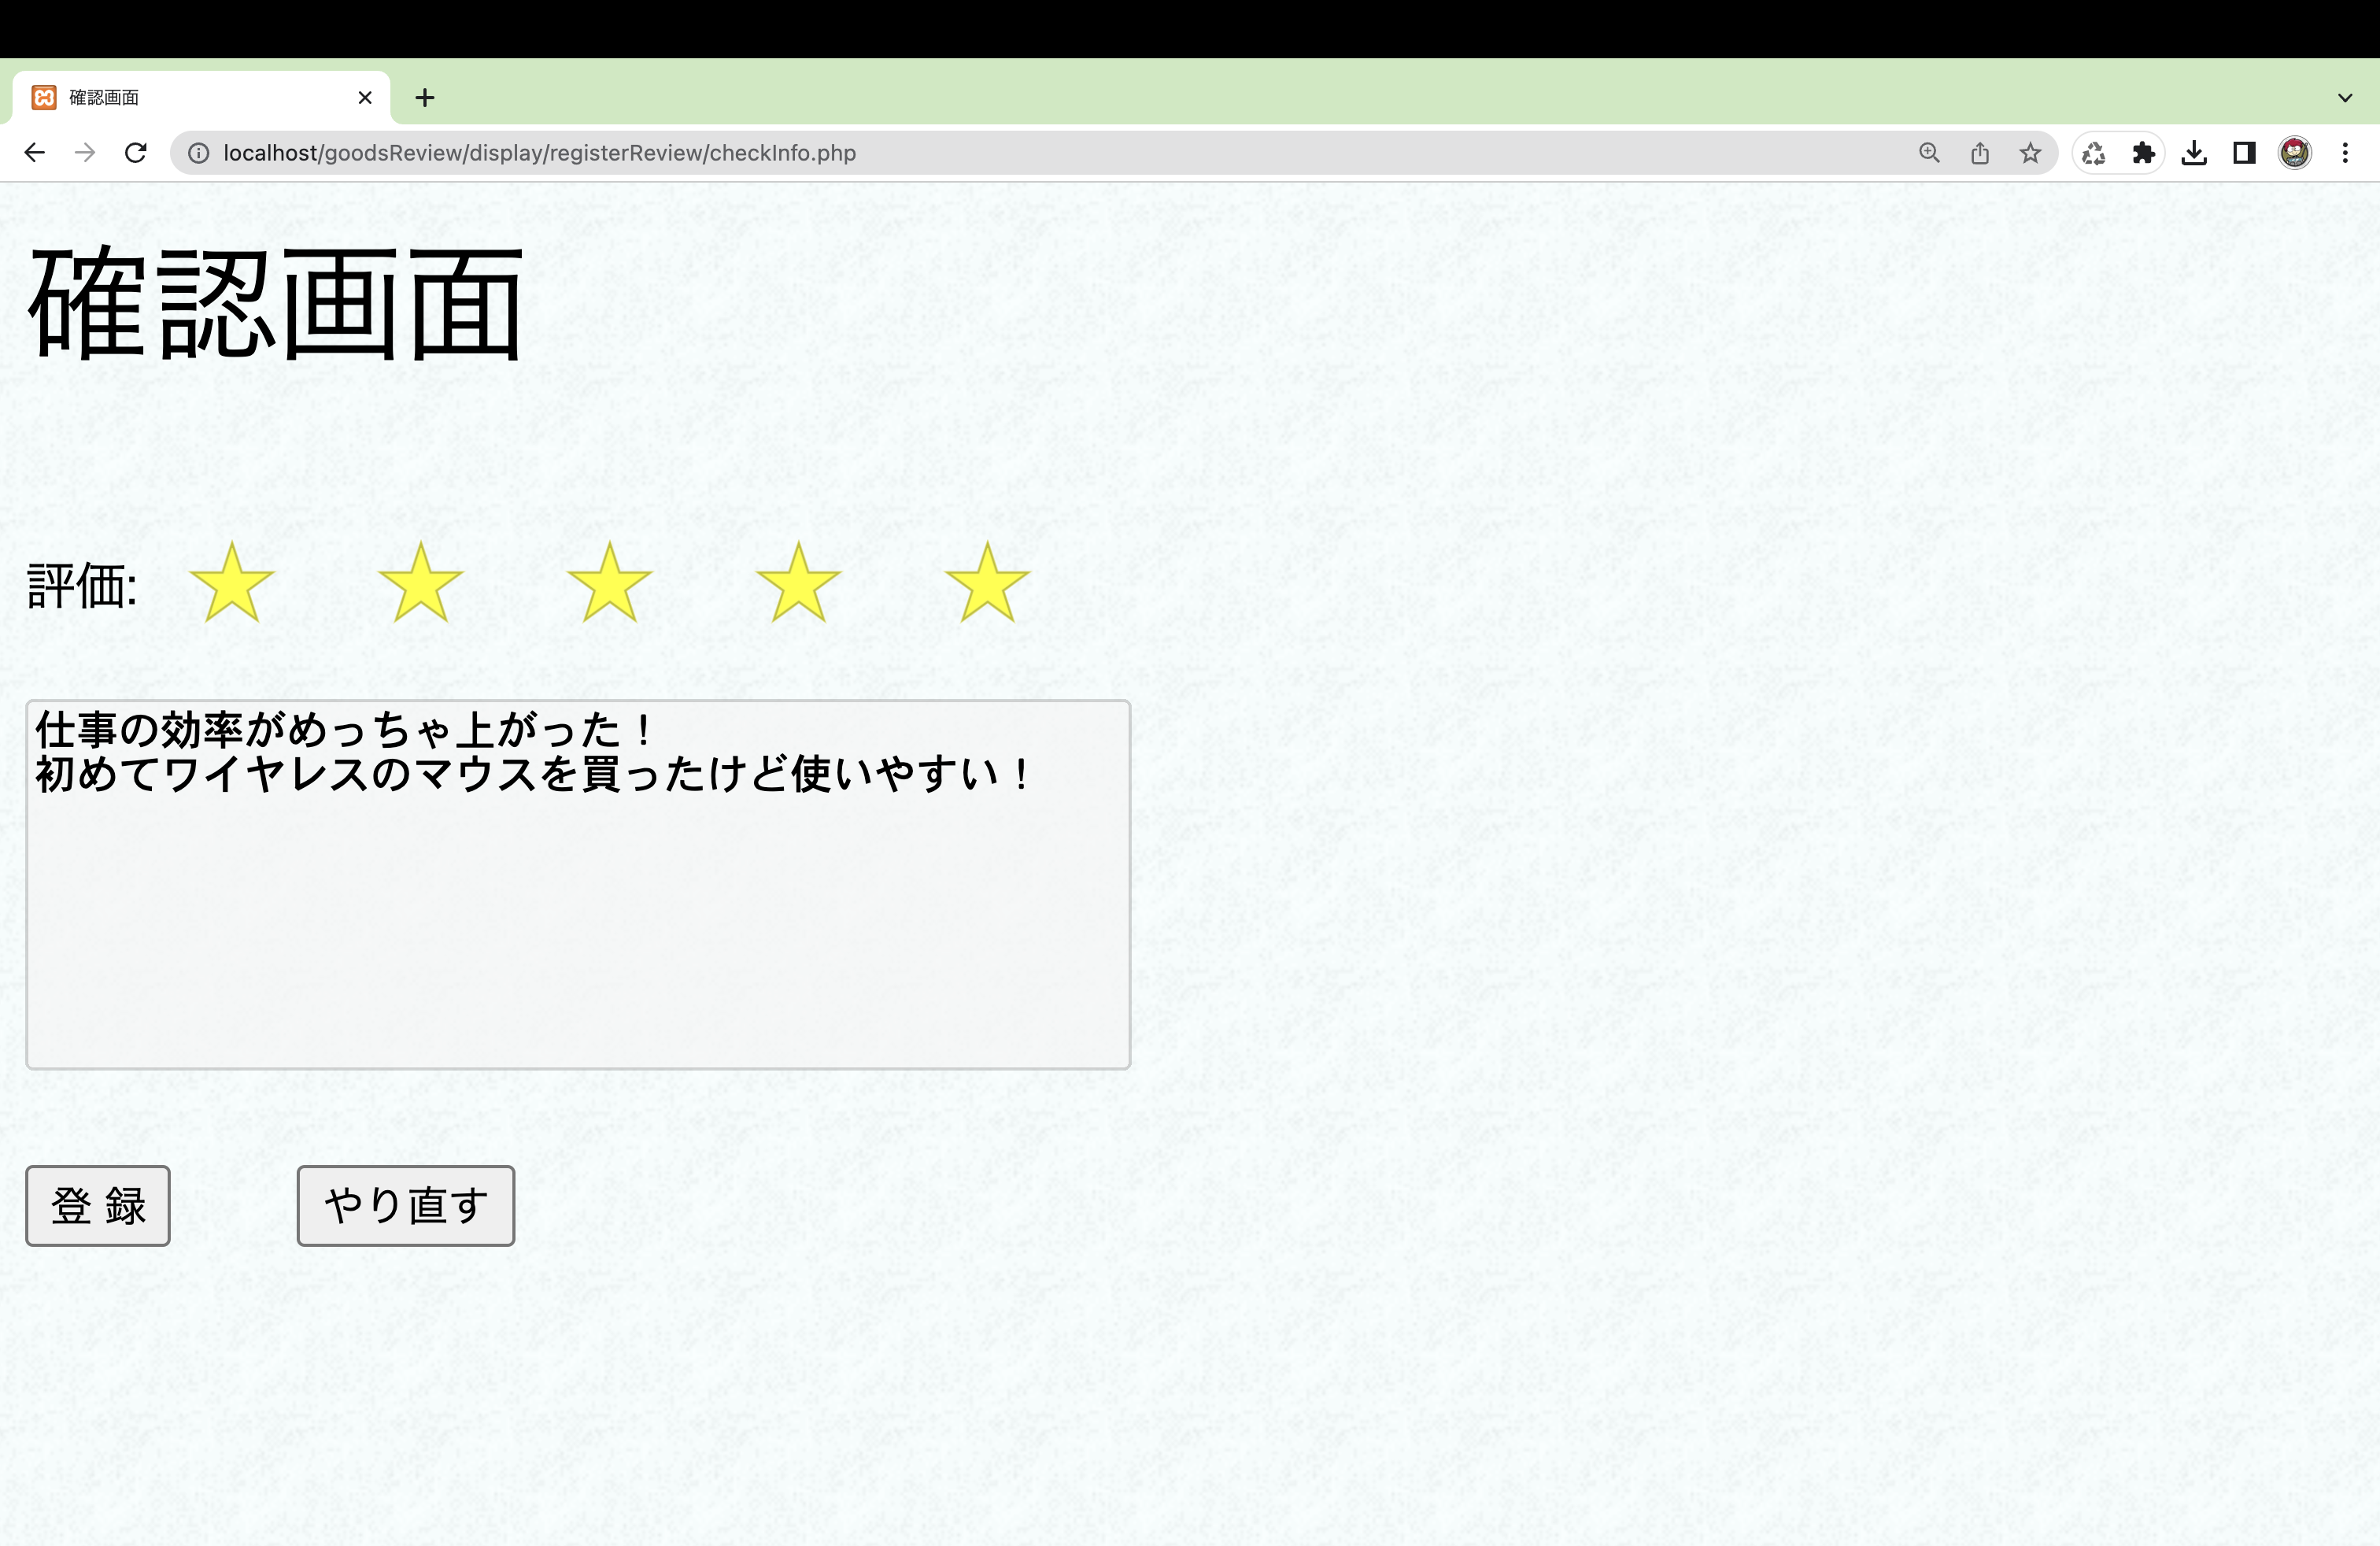 確認画面
localhost/goodsReview/display/registerReview/checkInfo.php
確認画面
評価:
仕事の効率がめっちゃ上がった！
初めてワイヤレスのマウスを買ったけど使いやすい！
登 録
やり直す